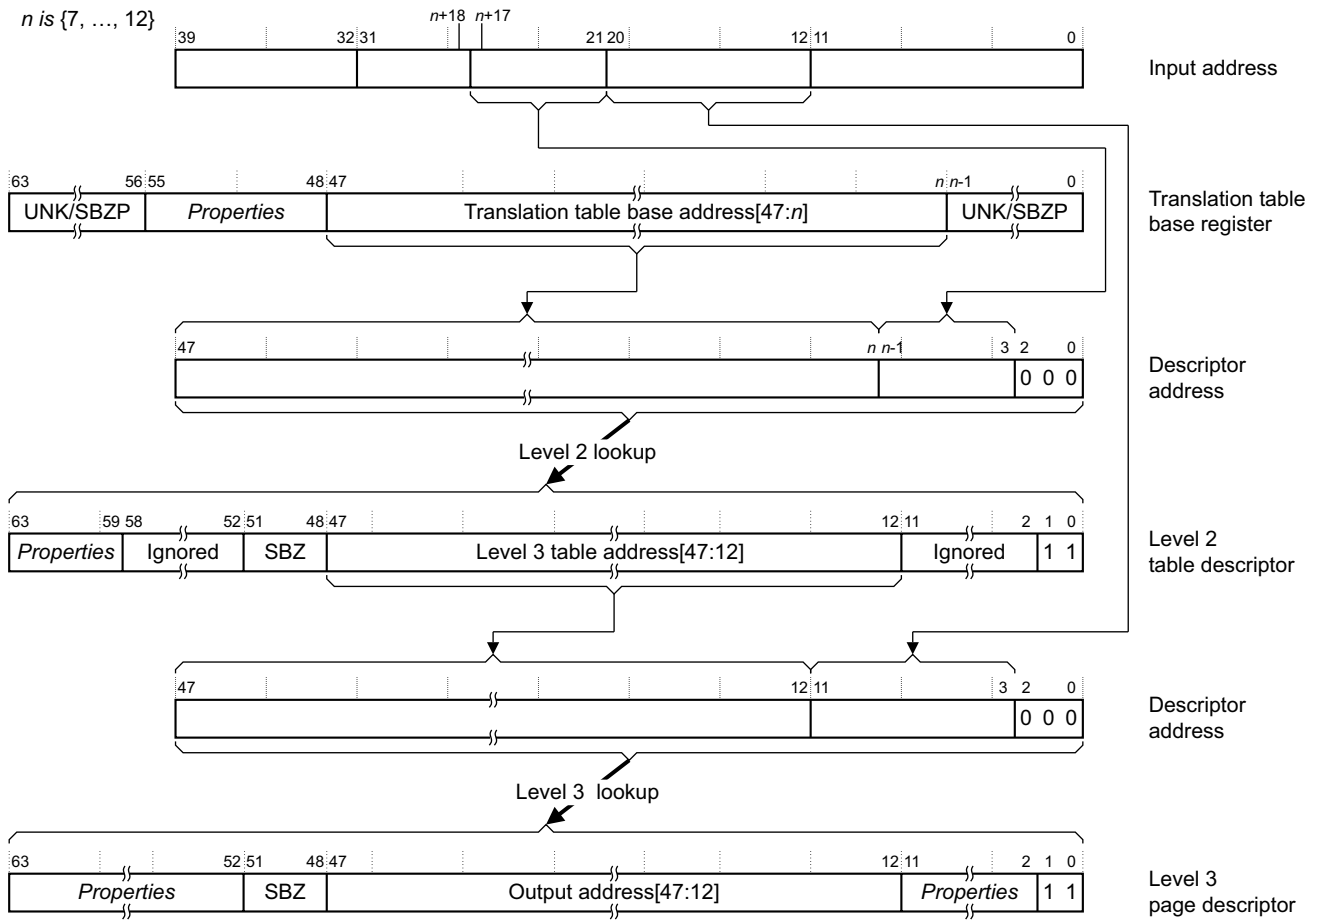 n is {7, …, 12}
n+18 n+17
39 32 31 21 20 12 11 0
Input address
63 56 55 48 47 n n-1 0
UNK/SBZP Properties Translation table base address[47:n] UNK/SBZP
Translation table
base register
47 n n-1 3 2 0
0 0 0
Descriptor
address
Level 2 lookup
63 59 58 52 51 48 47 12 11 2 1 0
Properties Ignored SBZ Level 3 table address[47:12] Ignored 1 1
Level 2
table descriptor
47 12 11 3 2 0
0 0 0
Descriptor
address
Level 3 lookup
63 52 51 48 47 12 11 2 1 0
Properties SBZ Output address[47:12] Properties 1 1
Level 3
page descriptor